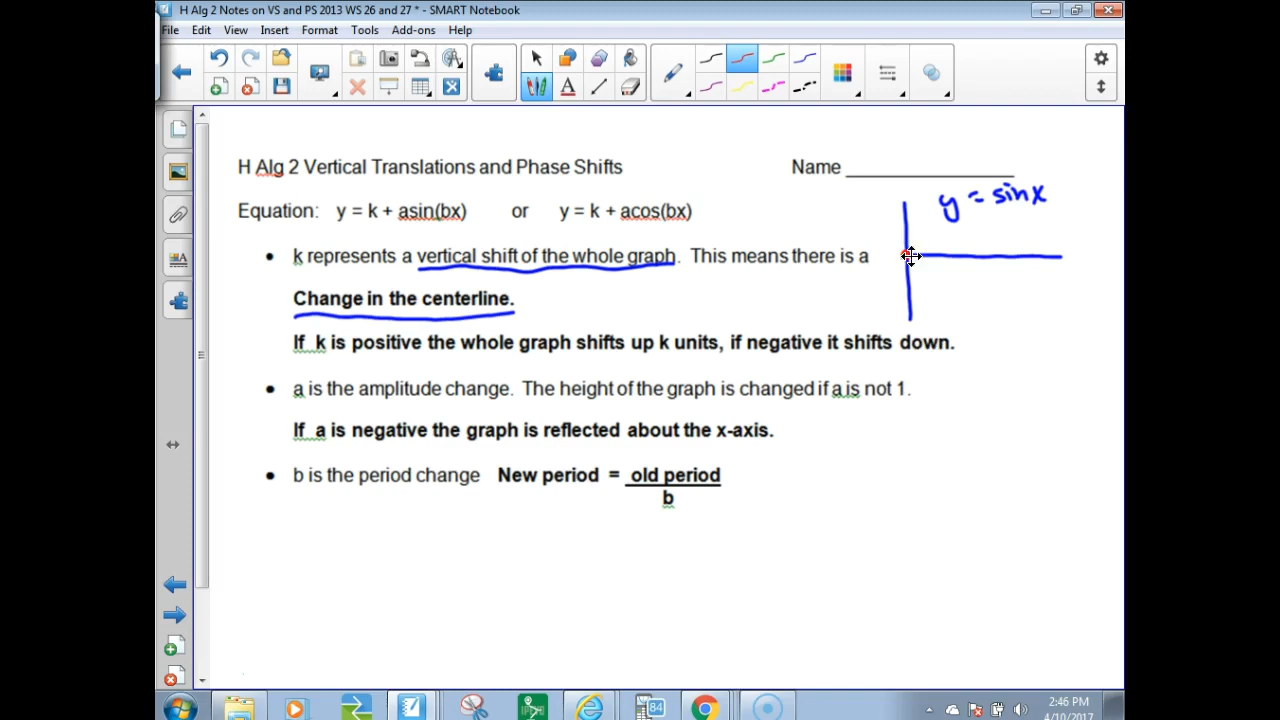 H Alg 2 Notes on VS and PS 2013 WS 26 and 27 * - SMART Notebook
File Edit View Insert Format Tools Add-ons Help
H Alg 2 Vertical Translations and Phase Shifts Name ________________
y = sinx
Equation: y = k + asin(bx) or y = k + acos(bx)
• k represents a vertical shift of the whole graph. This means there is a
Change in the centerline.
If k is positive the whole graph shifts up k units, if negative it shifts down.
• a is the amplitude change. The height of the graph is changed if a is not 1.
If a is negative the graph is reflected about the x-axis.
• b is the period change New period = old period
b
84
2:46 PM
4/10/2017